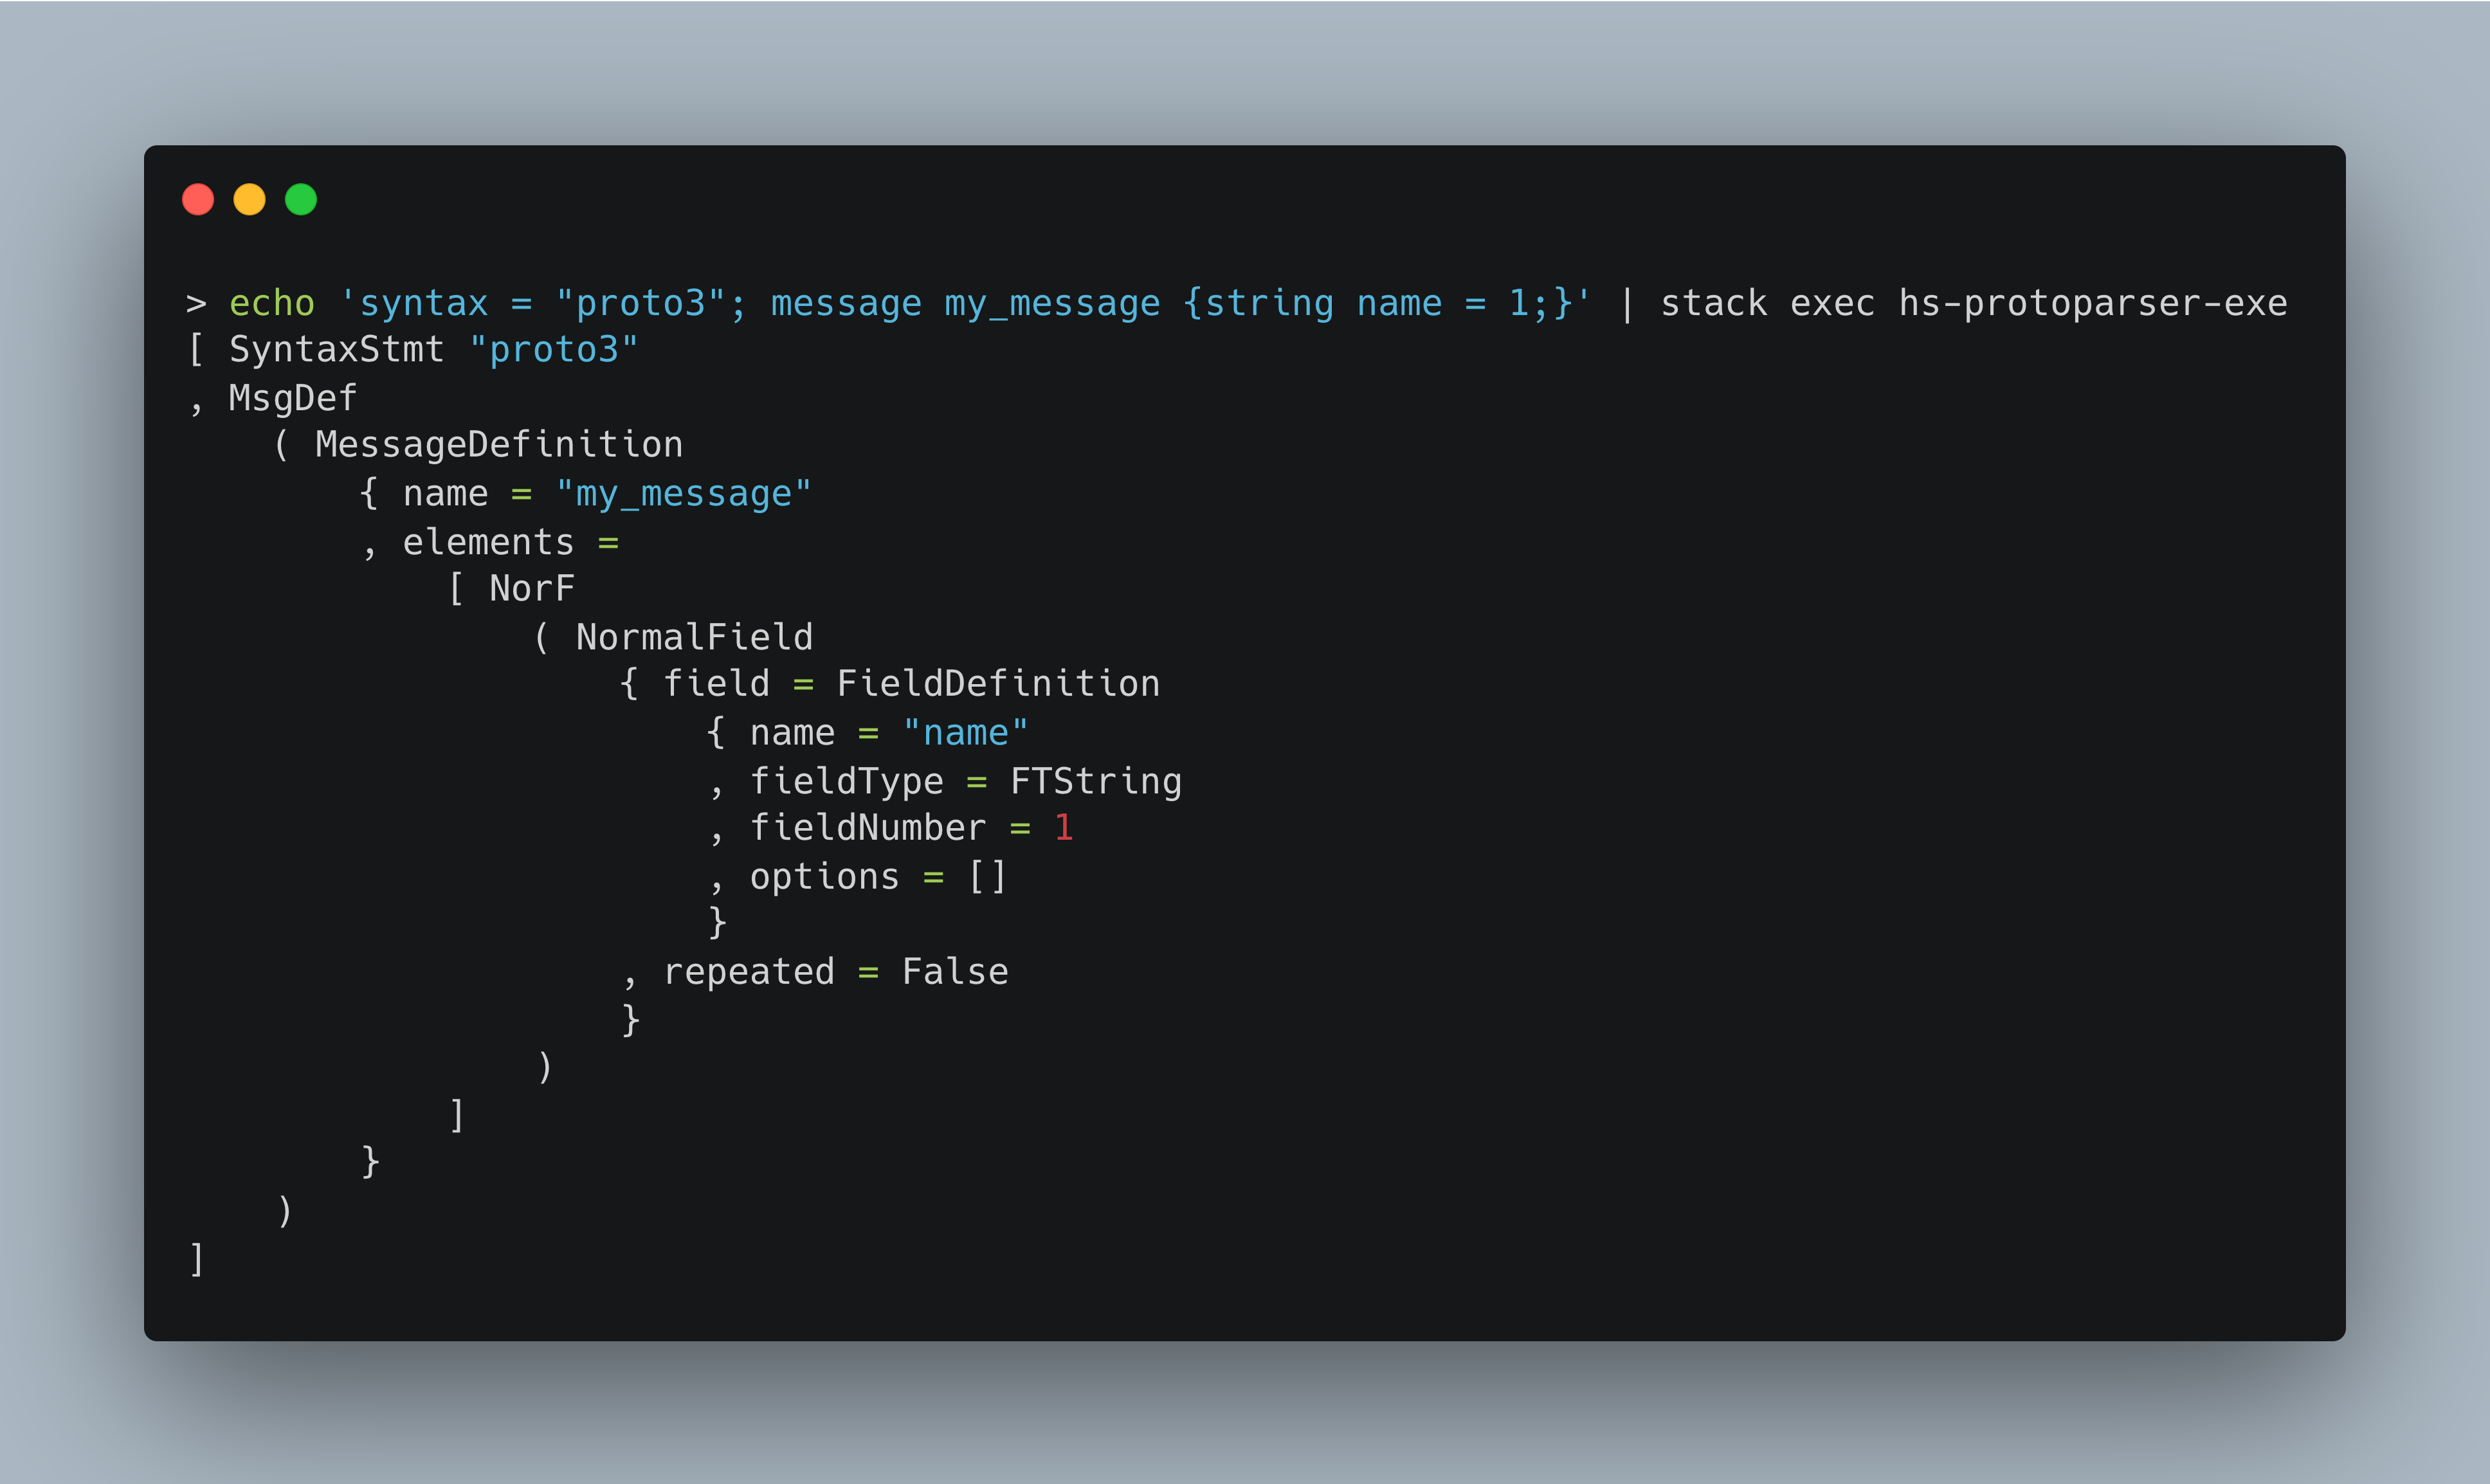 > echo 'syntax = "proto3"; message my_message {string name = 1;}' | stack exec hs-protoparser-exe
[ SyntaxStmt "proto3"
, MsgDef
    ( MessageDefinition
        { name = "my_message"
        , elements =
            [ NorF
                ( NormalField
                    { field = FieldDefinition
                        { name = "name"
                        , fieldType = FTString
                        , fieldNumber = 1
                        , options = []
                        }
                    , repeated = False
                    }
                )
            ]
        }
    )
]